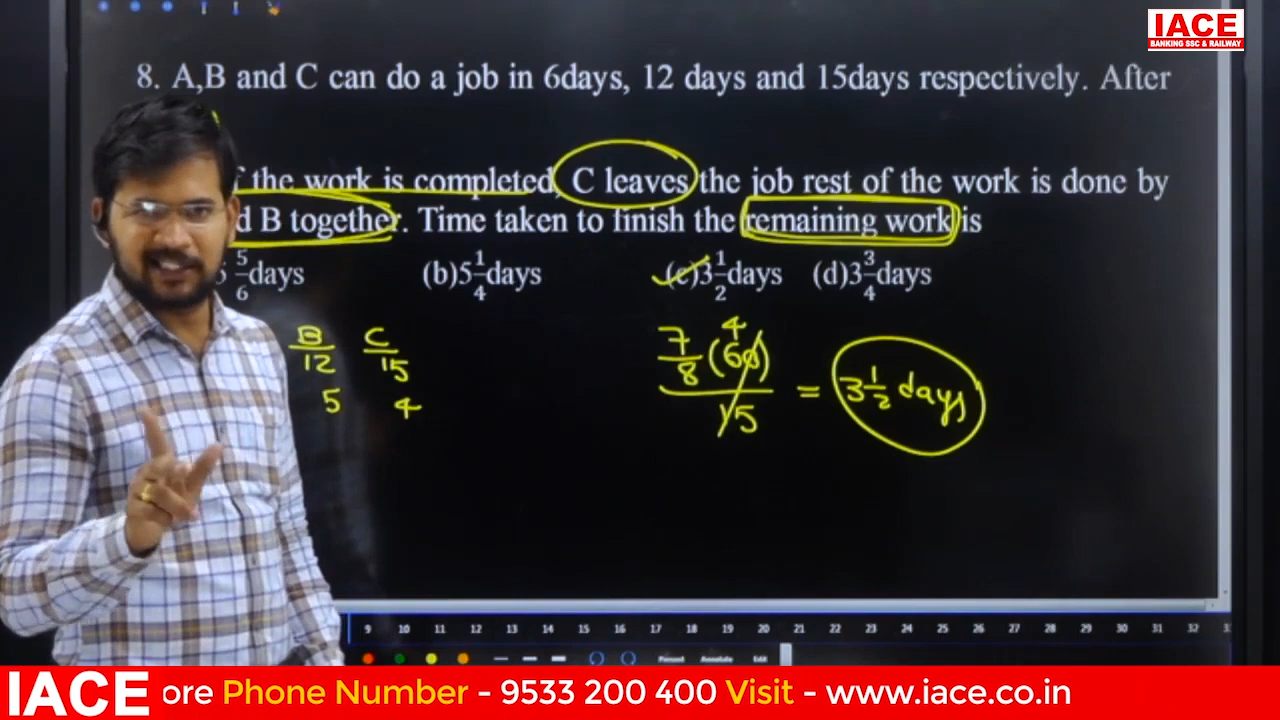 IACE
BANKING SSC & RAILWAY
8. A,B and C can do a job in 6days, 12 days and 15days respectively. After
the work is completed, C leaves the job rest of the work is done by
B together. Time taken to finish the remaining work is
5/6 days (b)5 1/4 days (c)3 1/2 days (d)3 3/4 days
B/12 C/15
5 4
7/8 (60) 4
15
= 3 1/2 days
9 10 11 12 13 14 15 16 17 18 19 20 21 22 23 24 25 26 27 28 29 30 31 32
Present Annotate Edit
IACE ore Phone Number - 9533 200 400 Visit - www.iace.co.in